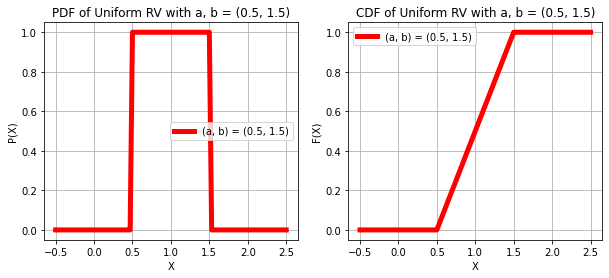 PDF of Uniform RV with a, b = (0.5, 1.5)
1.0
0.8
0.6
0.4
0.2
0.0
P(X)
(a, b) = (0.5, 1.5)
−0.5 0.0 0.5 1.0 1.5 2.0 2.5
X
CDF of Uniform RV with a, b = (0.5, 1.5)
(a, b) = (0.5, 1.5)
1.0
0.8
0.6
0.4
0.2
0.0
F(X)
−0.5 0.0 0.5 1.0 1.5 2.0 2.5
X